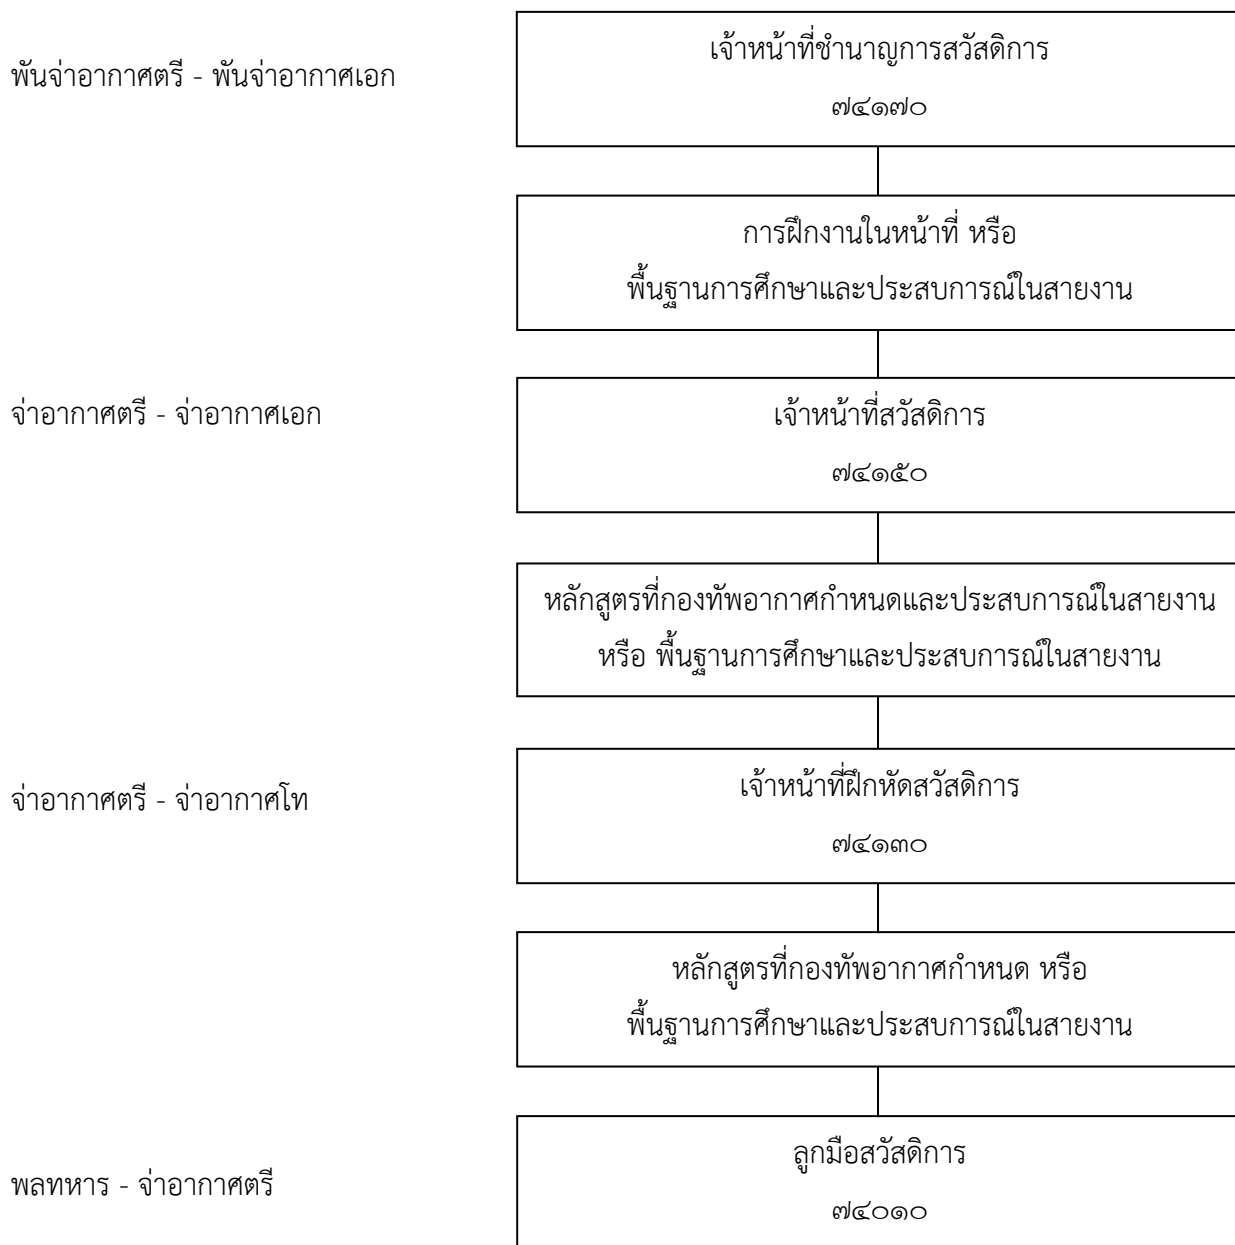 พันจ่าอากาศตรี - พันจ่าอากาศเอก
เจ้าหน้าที่ชำนาญการสวัสดิการ
๗๔๑๗๐
การฝึกงานในหน้าที่ หรือ
พื้นฐานการศึกษาและประสบการณ์ในสายงาน
จ่าอากาศตรี - จ่าอากาศเอก
เจ้าหน้าที่สวัสดิการ
๗๔๑๕๐
หลักสูตรที่กองทัพอากาศกำหนดและประสบการณ์ในสายงาน
หรือ พื้นฐานการศึกษาและประสบการณ์ในสายงาน
จ่าอากาศตรี - จ่าอากาศโท
เจ้าหน้าที่ฝึกหัดสวัสดิการ
๗๔๑๓๐
หลักสูตรที่กองทัพอากาศกำหนด หรือ
พื้นฐานการศึกษาและประสบการณ์ในสายงาน
พลทหาร - จ่าอากาศตรี
ลูกมือสวัสดิการ
๗๔๐๑๐